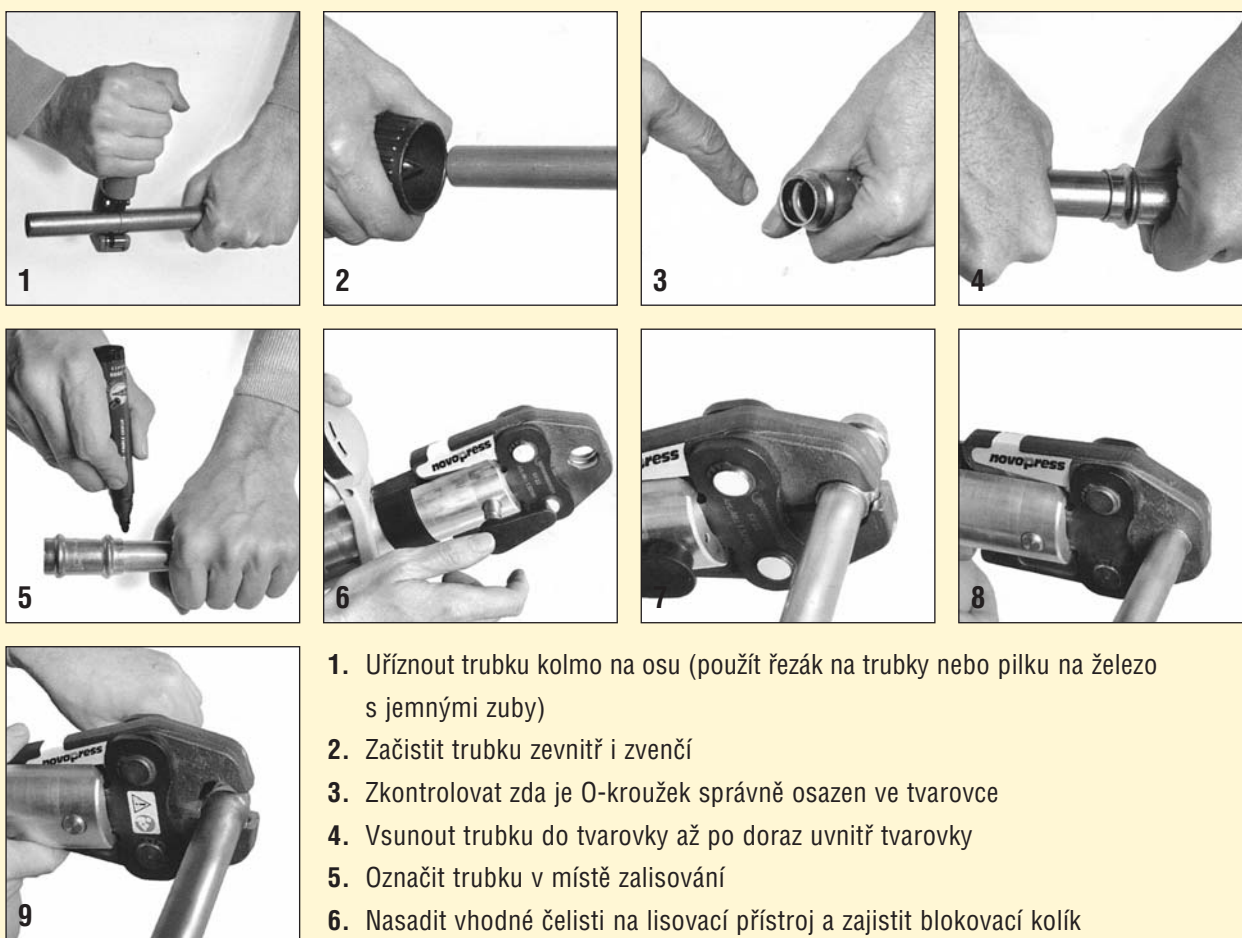 1
2
3
4
5
novopress
6
ress
7
novopress
8
novopress
9
1. Uříznout trubku kolmo na osu (použít řezák na trubky nebo pilku na železo
s jemnými zuby)
2. Začistit trubku zevnitř i zvenčí
3. Zkontrolovat zda je O-kroužek správně osazen ve tvarovce
4. Vsunout trubku do tvarovky až po doraz uvnitř tvarovky
5. Označit trubku v místě zalisování
6. Nasadit vhodné čelisti na lisovací přístroj a zajistit blokovací kolík